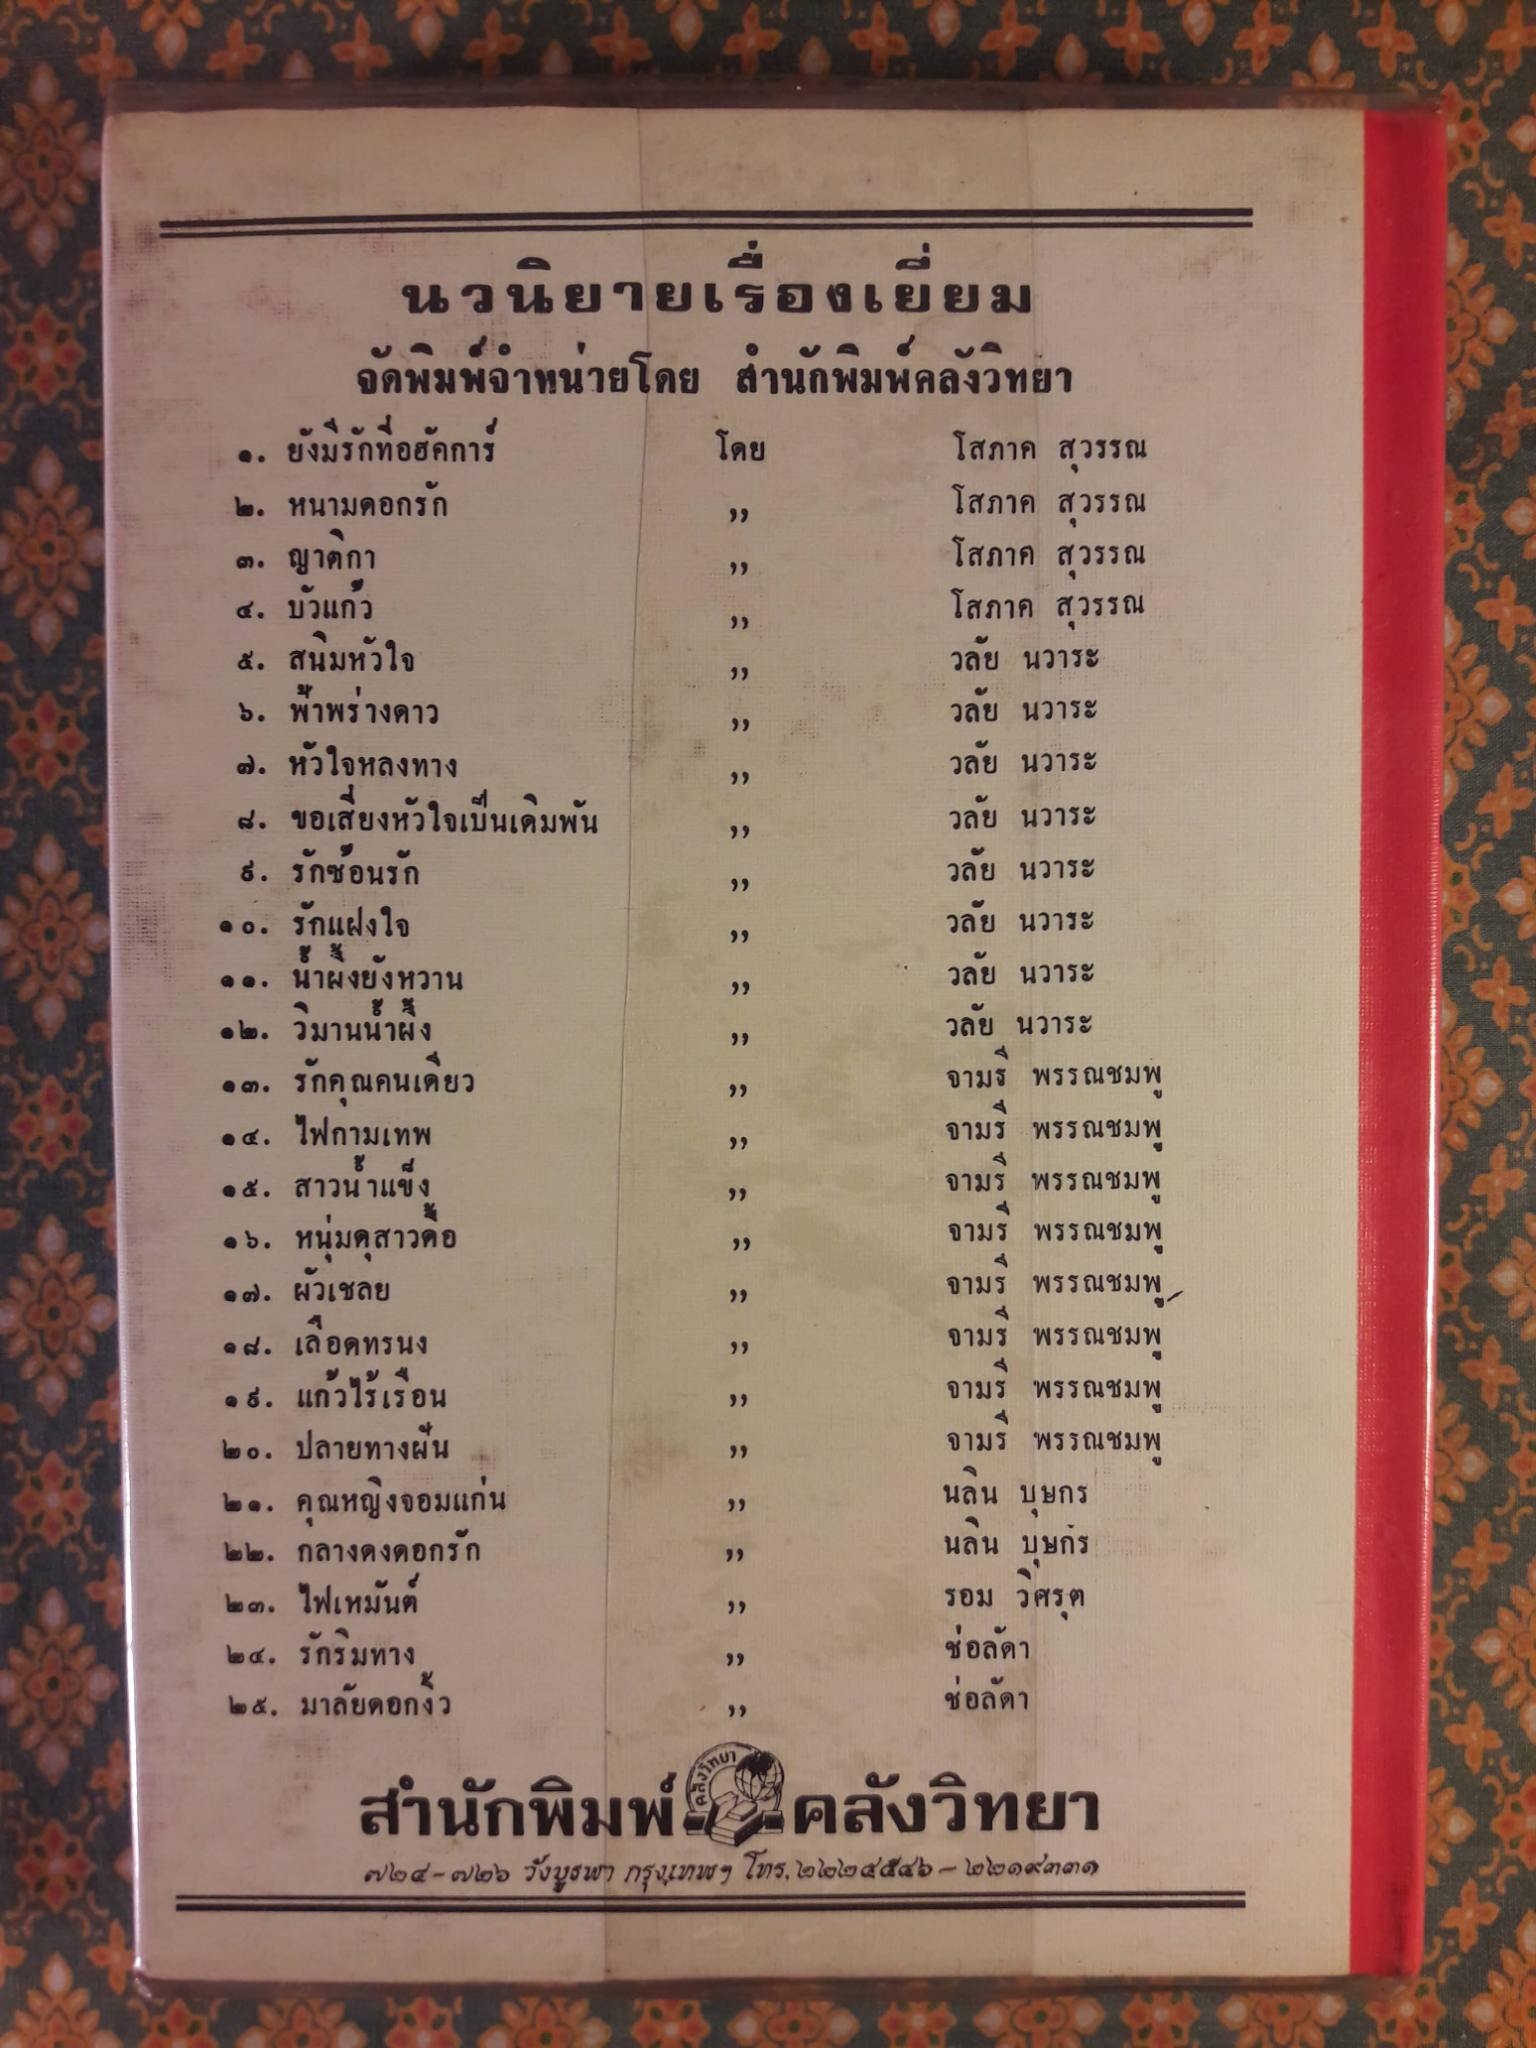 นวนิยายเรื่องเยี่ยม
จัดพิมพ์จำหน่ายโดย สำนักพิมพ์คลังวิทยา
๑. ยังมีรักที่อฮัคการ์ โดย โสภาค สุวรรณ
๒. หนามดอกรัก ,, โสภาค สุวรรณ
๓. ญาติกา ,, โสภาค สุวรรณ
๔. บัวแก้ว ,, โสภาค สุวรรณ
๕. สนิมหัวใจ ,, วลัย นวาระ
๖. ฟ้าพร่างดาว ,, วลัย นวาระ
๗. หัวใจหลงทาง ,, วลัย นวาระ
๘. ขอเสี่ยงหัวใจเป็นเดิมพัน ,, วลัย นวาระ
๙. รักซ้อนรัก ,, วลัย นวาระ
๑๐. รักแฝงใจ ,, วลัย นวาระ
๑๑. น้ำผึ้งยังหวาน ,, วลัย นวาระ
๑๒. วิมานน้ำผึ้ง ,, วลัย นวาระ
๑๓. รักคุณคนเดียว ,, จามรี พรรณชมพู
๑๔. ไฟกามเทพ ,, จามรี พรรณชมพู
๑๕. สาวน้ำแข็ง ,, จามรี พรรณชมพู
๑๖. หนุ่มดุสาวดื้อ ,, จามรี พรรณชมพู
๑๗. ผัวเชลย ,, จามรี พรรณชมพู
๑๘. เลือดทรนง ,, จามรี พรรณชมพู
๑๙. แก้วไร้เรือน ,, จามรี พรรณชมพู
๒๐. ปลายทางฝัน ,, จามรี พรรณชมพู
๒๑. คุณหญิงจอมแก่น ,, นลิน บุษกร
๒๒. กลางดงดอกรัก ,, นลิน บุษกร
๒๓. ไฟเหมันต์ ,, รอม วิศรุต
๒๔. รักริมทาง ,, ช่อลัดา
๒๕. มาลัยดอกงิ้ว ,, ช่อลัดา
คลังวิทยา
สำนักพิมพ์ คลังวิทยา
๗๒๔-๗๒๖ วังบูรพา กรุงเทพฯ โทร.๒๒๒๔๕๔๖-๒๒๑๙๓๓๑